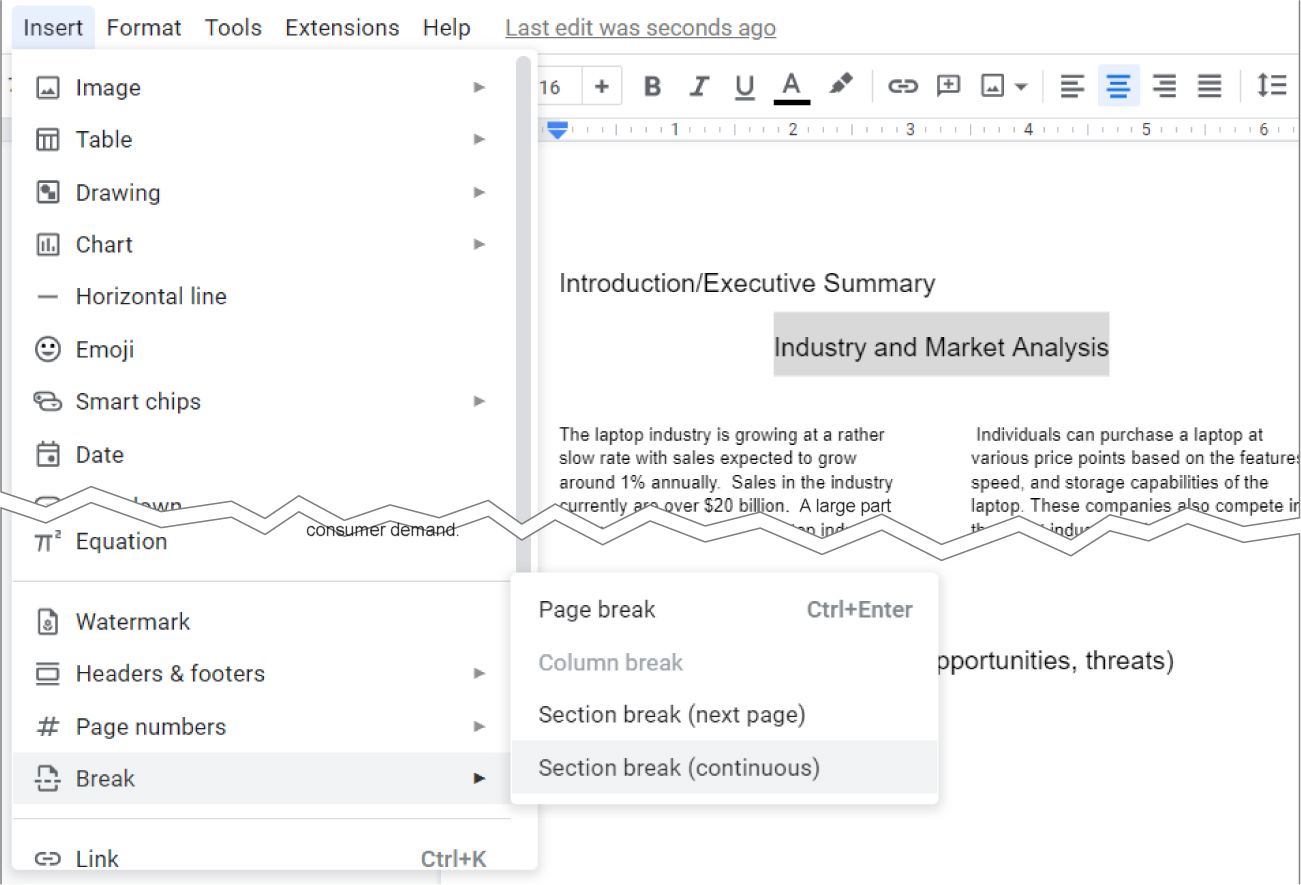 Insert Format Tools Extensions Help Last edit was seconds ago
16 + B I U A
1 2 3 4 5 6
Image
Table
Drawing
Chart
Horizontal line
Emoji
Smart chips
Date
Equation
Watermark
Headers & footers
Page numbers
Break
Link Ctrl+K
Page break Ctrl+Enter
Column break
Section break (next page)
Section break (continuous)
Introduction/Executive Summary
Industry and Market Analysis
The laptop industry is growing at a rather
slow rate with sales expected to grow
around 1% annually. Sales in the industry
currently are over $20 billion. A large part
consumer demand.
Individuals can purchase a laptop at
various price points based on the features
speed, and storage capabilities of the
laptop. These companies also compete in
pportunities, threats)